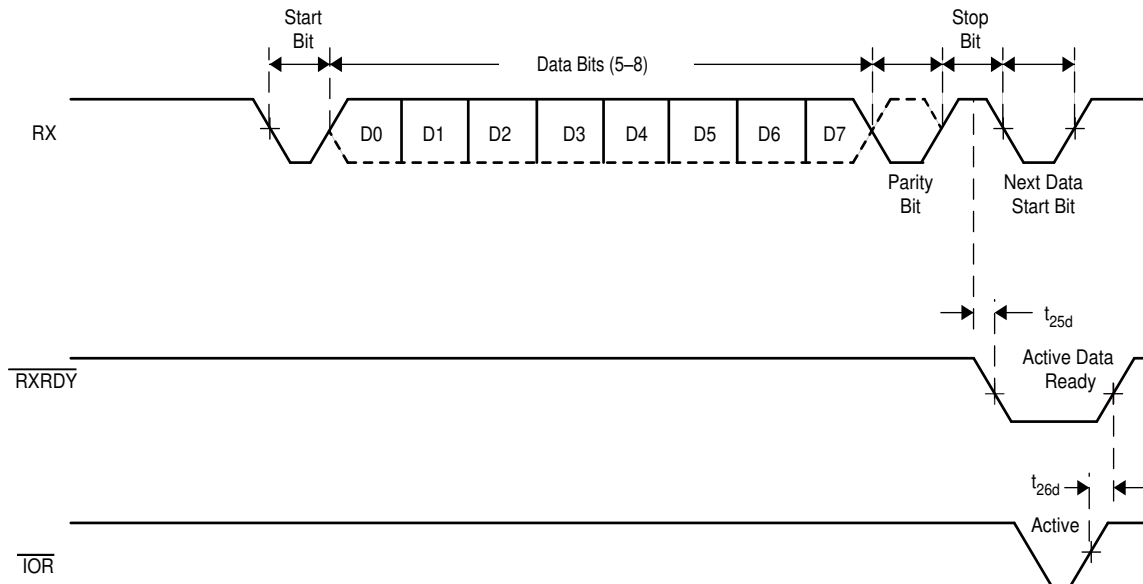 Start
Bit
Data Bits (5–8)
Stop
Bit
RX
D0
D1
D2
D3
D4
D5
D6
D7
Parity
Bit
Next Data
Start Bit
t25d
RXRDY
Active Data
Ready
t26d
Active
IOR